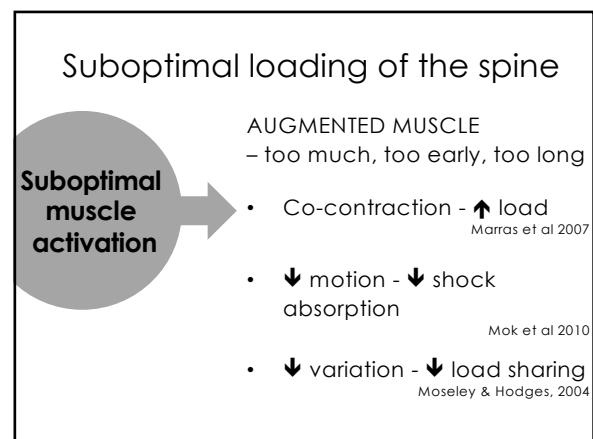 Suboptimal loading of the spine
Suboptimal
muscle
activation
AUGMENTED MUSCLE
– too much, too early, too long
• Co-contraction - ↑ load
Marras et al 2007
• ↓ motion - ↓ shock
absorption
Mok et al 2010
• ↓ variation - ↓ load sharing
Moseley & Hodges, 2004